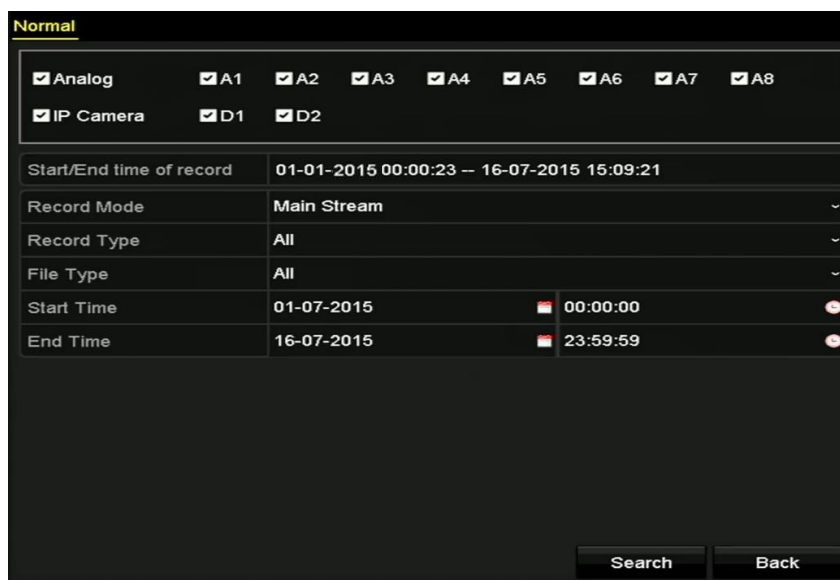 Normal
Analog A1 A2 A3 A4 A5 A6 A7 A8
IP Camera D1 D2
Start/End time of record 01-01-2015 00:00:23 -- 16-07-2015 15:09:21
Record Mode Main Stream
Record Type All
File Type All
Start Time 01-07-2015 00:00:00
End Time 16-07-2015 23:59:59
Search Back